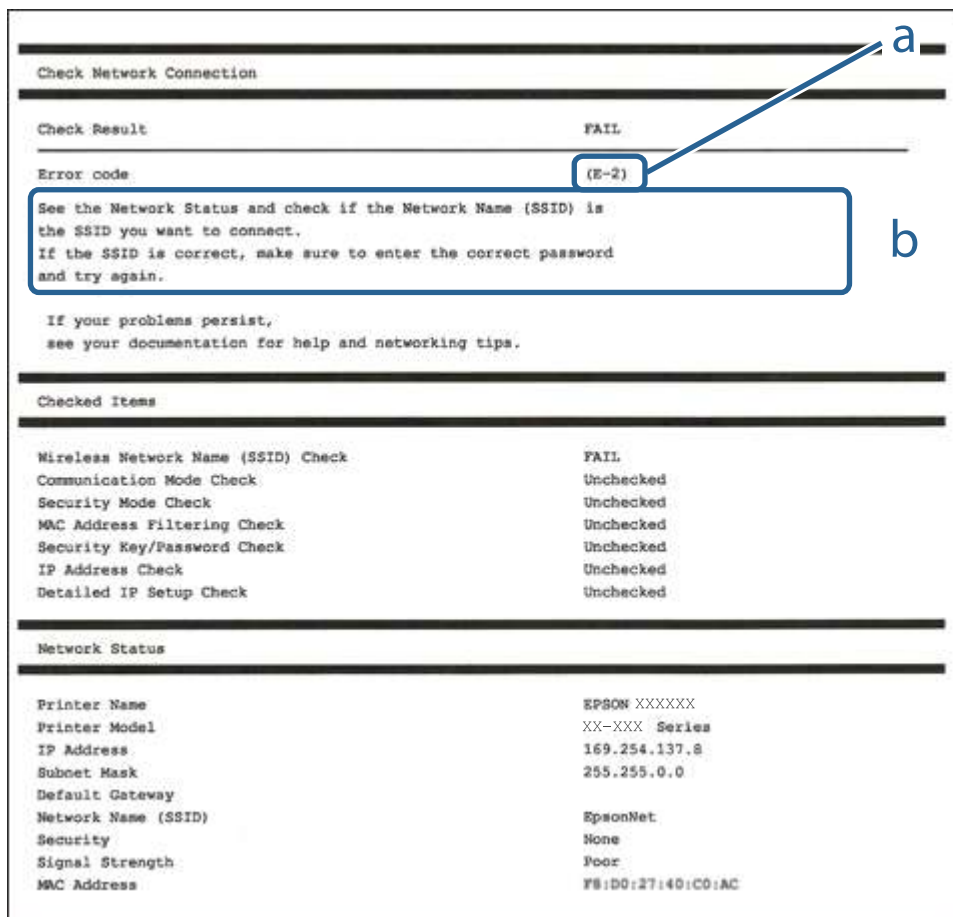 a
Check Network Connection
Check Result FAIL
Error code (E-2)
See the Network Status and check if the Network Name (SSID) is
the SSID you want to connect.
If the SSID is correct, make sure to enter the correct password
and try again.
b
If your problems persist,
see your documentation for help and networking tips.
Checked Items
Wireless Network Name (SSID) Check FAIL
Communication Mode Check Unchecked
Security Mode Check Unchecked
MAC Address Filtering Check Unchecked
Security Key/Password Check Unchecked
IP Address Check Unchecked
Detailed IP Setup Check Unchecked
Network Status
Printer Name EPSON XXXXXX
Printer Model XX-XXX Series
IP Address 169.254.137.8
Subnet Mask 255.255.0.0
Default Gateway
Network Name (SSID) EpsonNet
Security None
Signal Strength Poor
MAC Address F8:D0:27:40:C0:AC